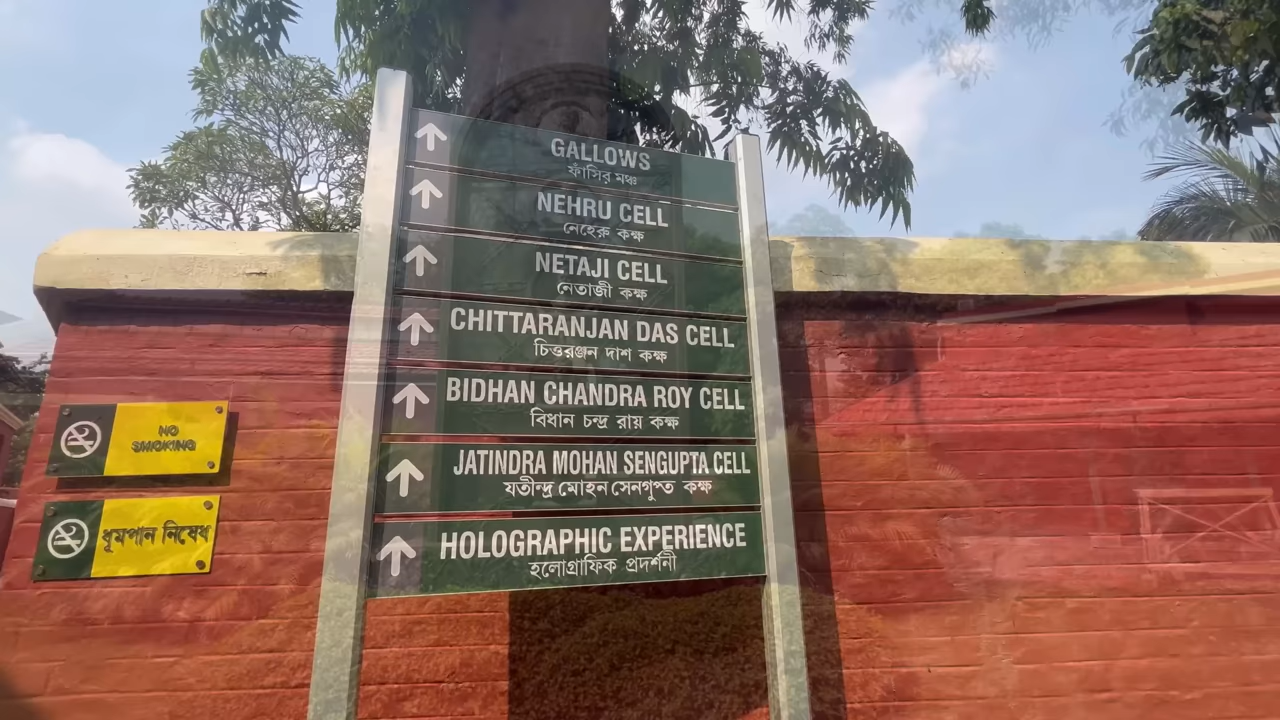 GALLOWS
ফাঁসির মঞ্চ
NEHRU CELL
নেহেরু কক্ষ
NETAJI CELL
নেতাজী কক্ষ
CHITTARANJAN DAS CELL
চিত্তরঞ্জন দাশ কক্ষ
BIDHAN CHANDRA ROY CELL
বিধান চন্দ্র রায় কক্ষ
JATINDRA MOHAN SENGUPTA CELL
যতীন্দ্র মোহন সেনগুপ্ত কক্ষ
HOLOGRAPHIC EXPERIENCE
হলোগ্রাফিক প্রদর্শনী
NO
SMOKING
ধূমপান নিষেধ